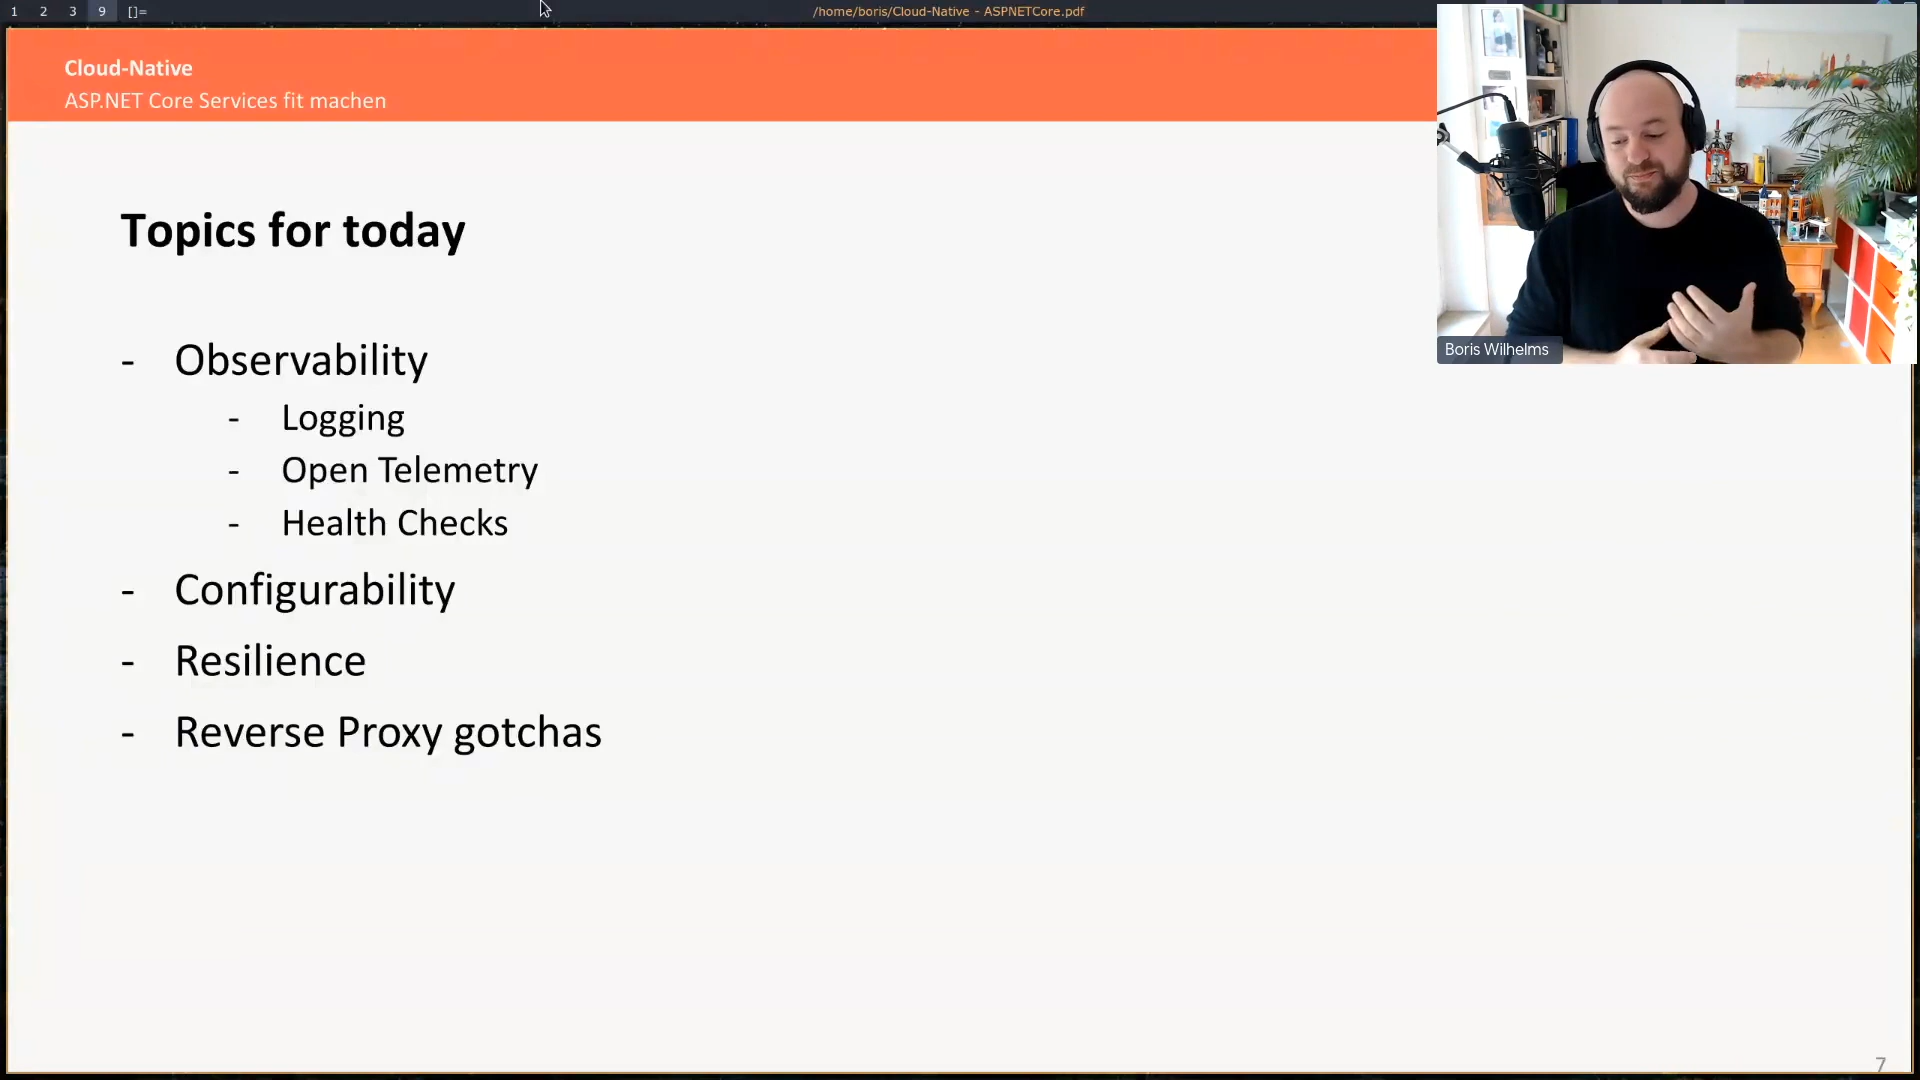 1 2 3 9 []= /home/boris/Cloud-Native - ASPNETCore.pdf
Cloud-Native
ASP.NET Core Services fit machen
Boris Wilhelms
Topics for today
- Observability
- Logging
- Open Telemetry
- Health Checks
- Configurability
- Resilience
- Reverse Proxy gotchas
7